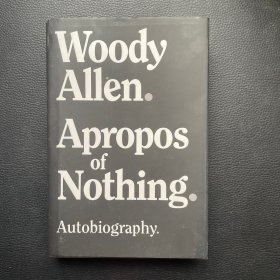 Woody
Allen.
Apropos
of
Nothing.
Autobiography.